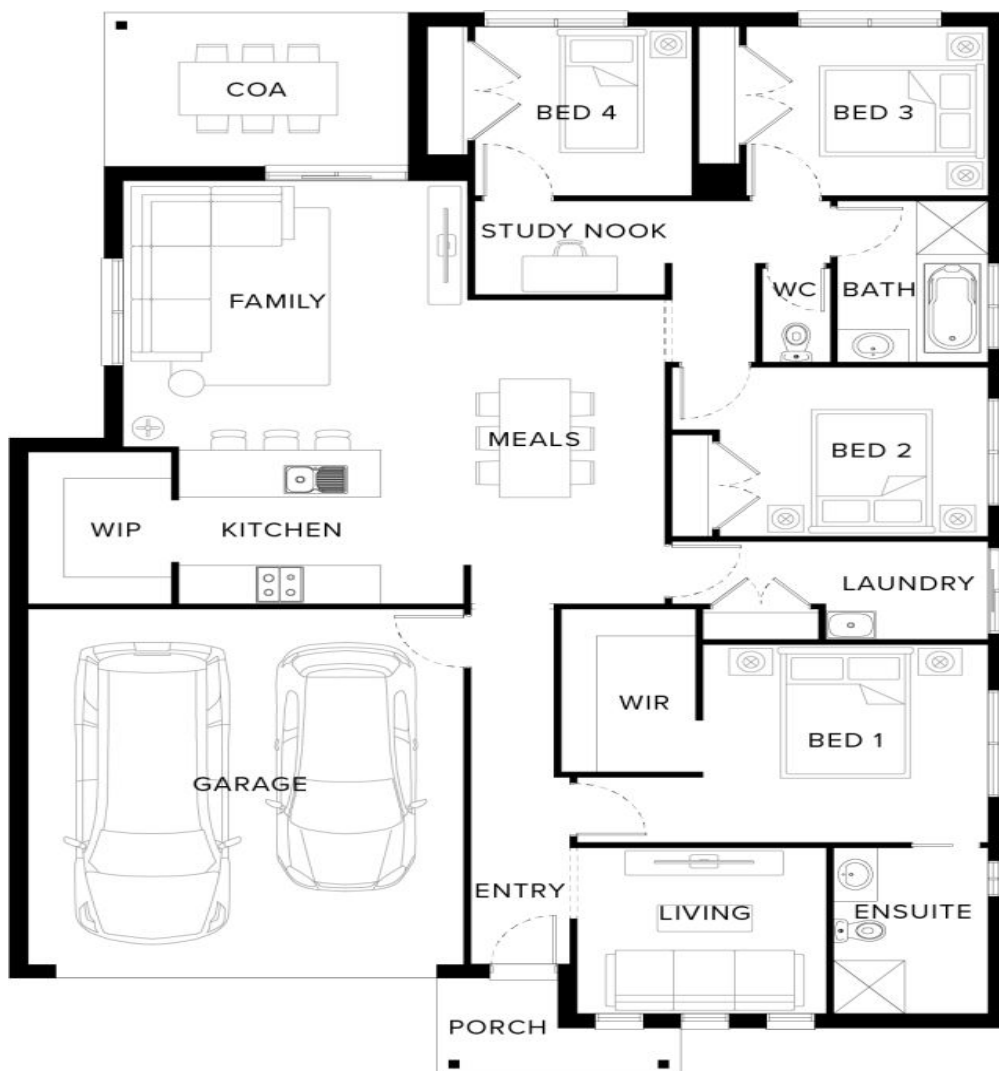 COA
BED 4
BED 3
STUDY NOOK
WC
BATH
FAMILY
MEALS
BED 2
WIP
KITCHEN
LAUNDRY
WIR
BED 1
GARAGE
ENTRY
LIVING
ENSUITE
PORCH